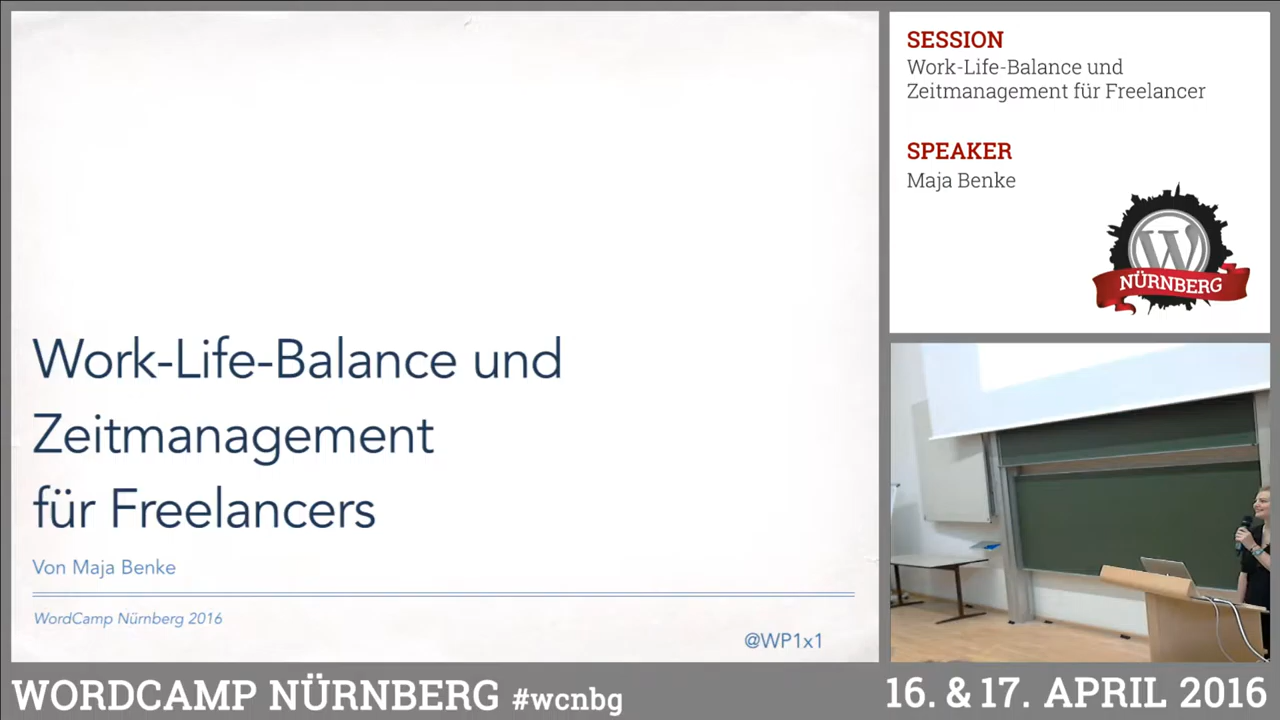 Work-Life-Balance und
Zeitmanagement
für Freelancers
Von Maja Benke
WordCamp Nürnberg 2016
@WP1x1
SESSION
Work-Life-Balance und
Zeitmanagement für Freelancer
SPEAKER
Maja Benke
W
NÜRNBERG
WORDCAMP NÜRNBERG #wcnbg
16. & 17. APRIL 2016